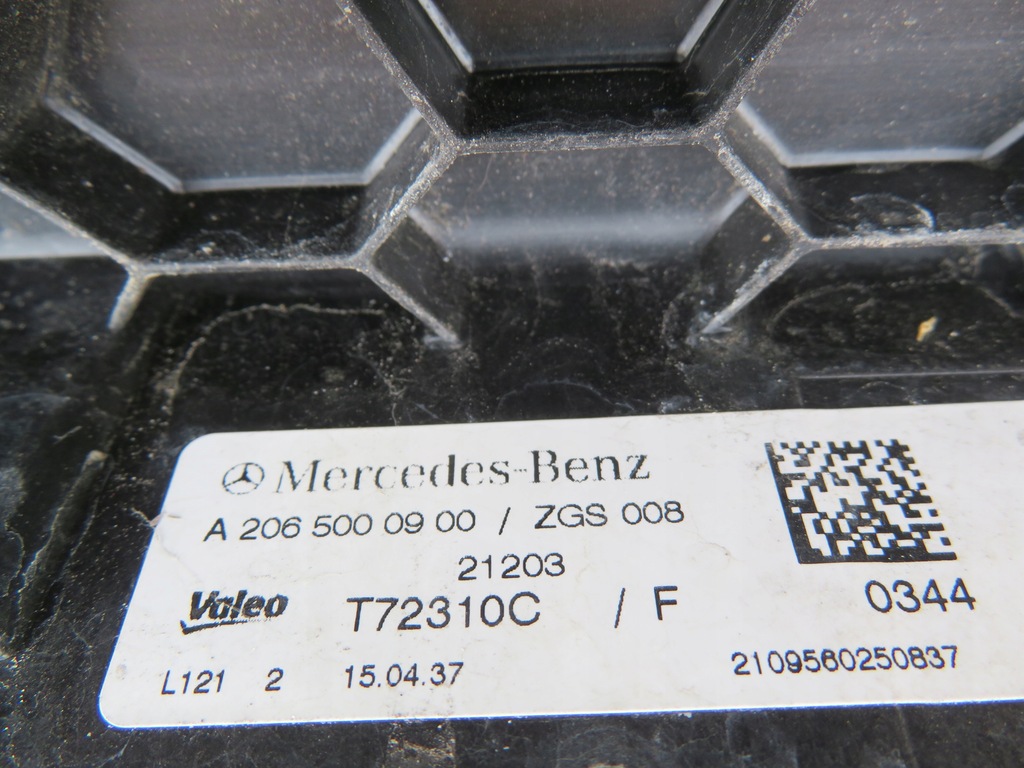 Mercedes-Benz
A 206 500 09 00 / ZGS 008
21203
Valeo T72310C / F 0344
L121 2 15.04.37 2109560250837